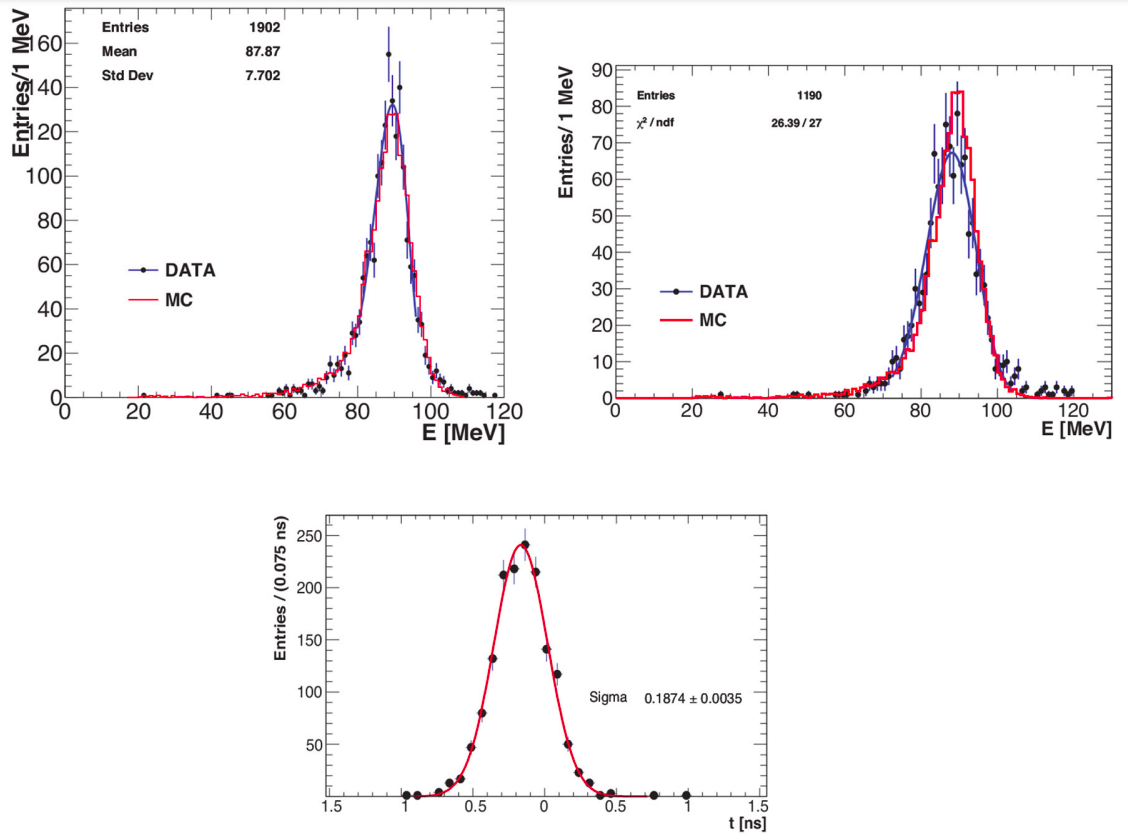 Entries 1902
Mean 87.87
Std Dev 7.702
Entries/1 MeV
160
140
120
100
80
60
40
20
0
DATA
MC
0 20 40 60 80 100 120
E [MeV]
Entries 1190
χ² / ndf 26.39 / 27
Entries/ 1 MeV
90
80
70
60
50
40
30
20
10
0
DATA
MC
0 20 40 60 80 100 120
E [MeV]
Entries / (0.075 ns)
250
200
150
100
50
Sigma 0.1874 ± 0.0035
1.5 1 0.5 0 0.5 1 1.5
t [ns]